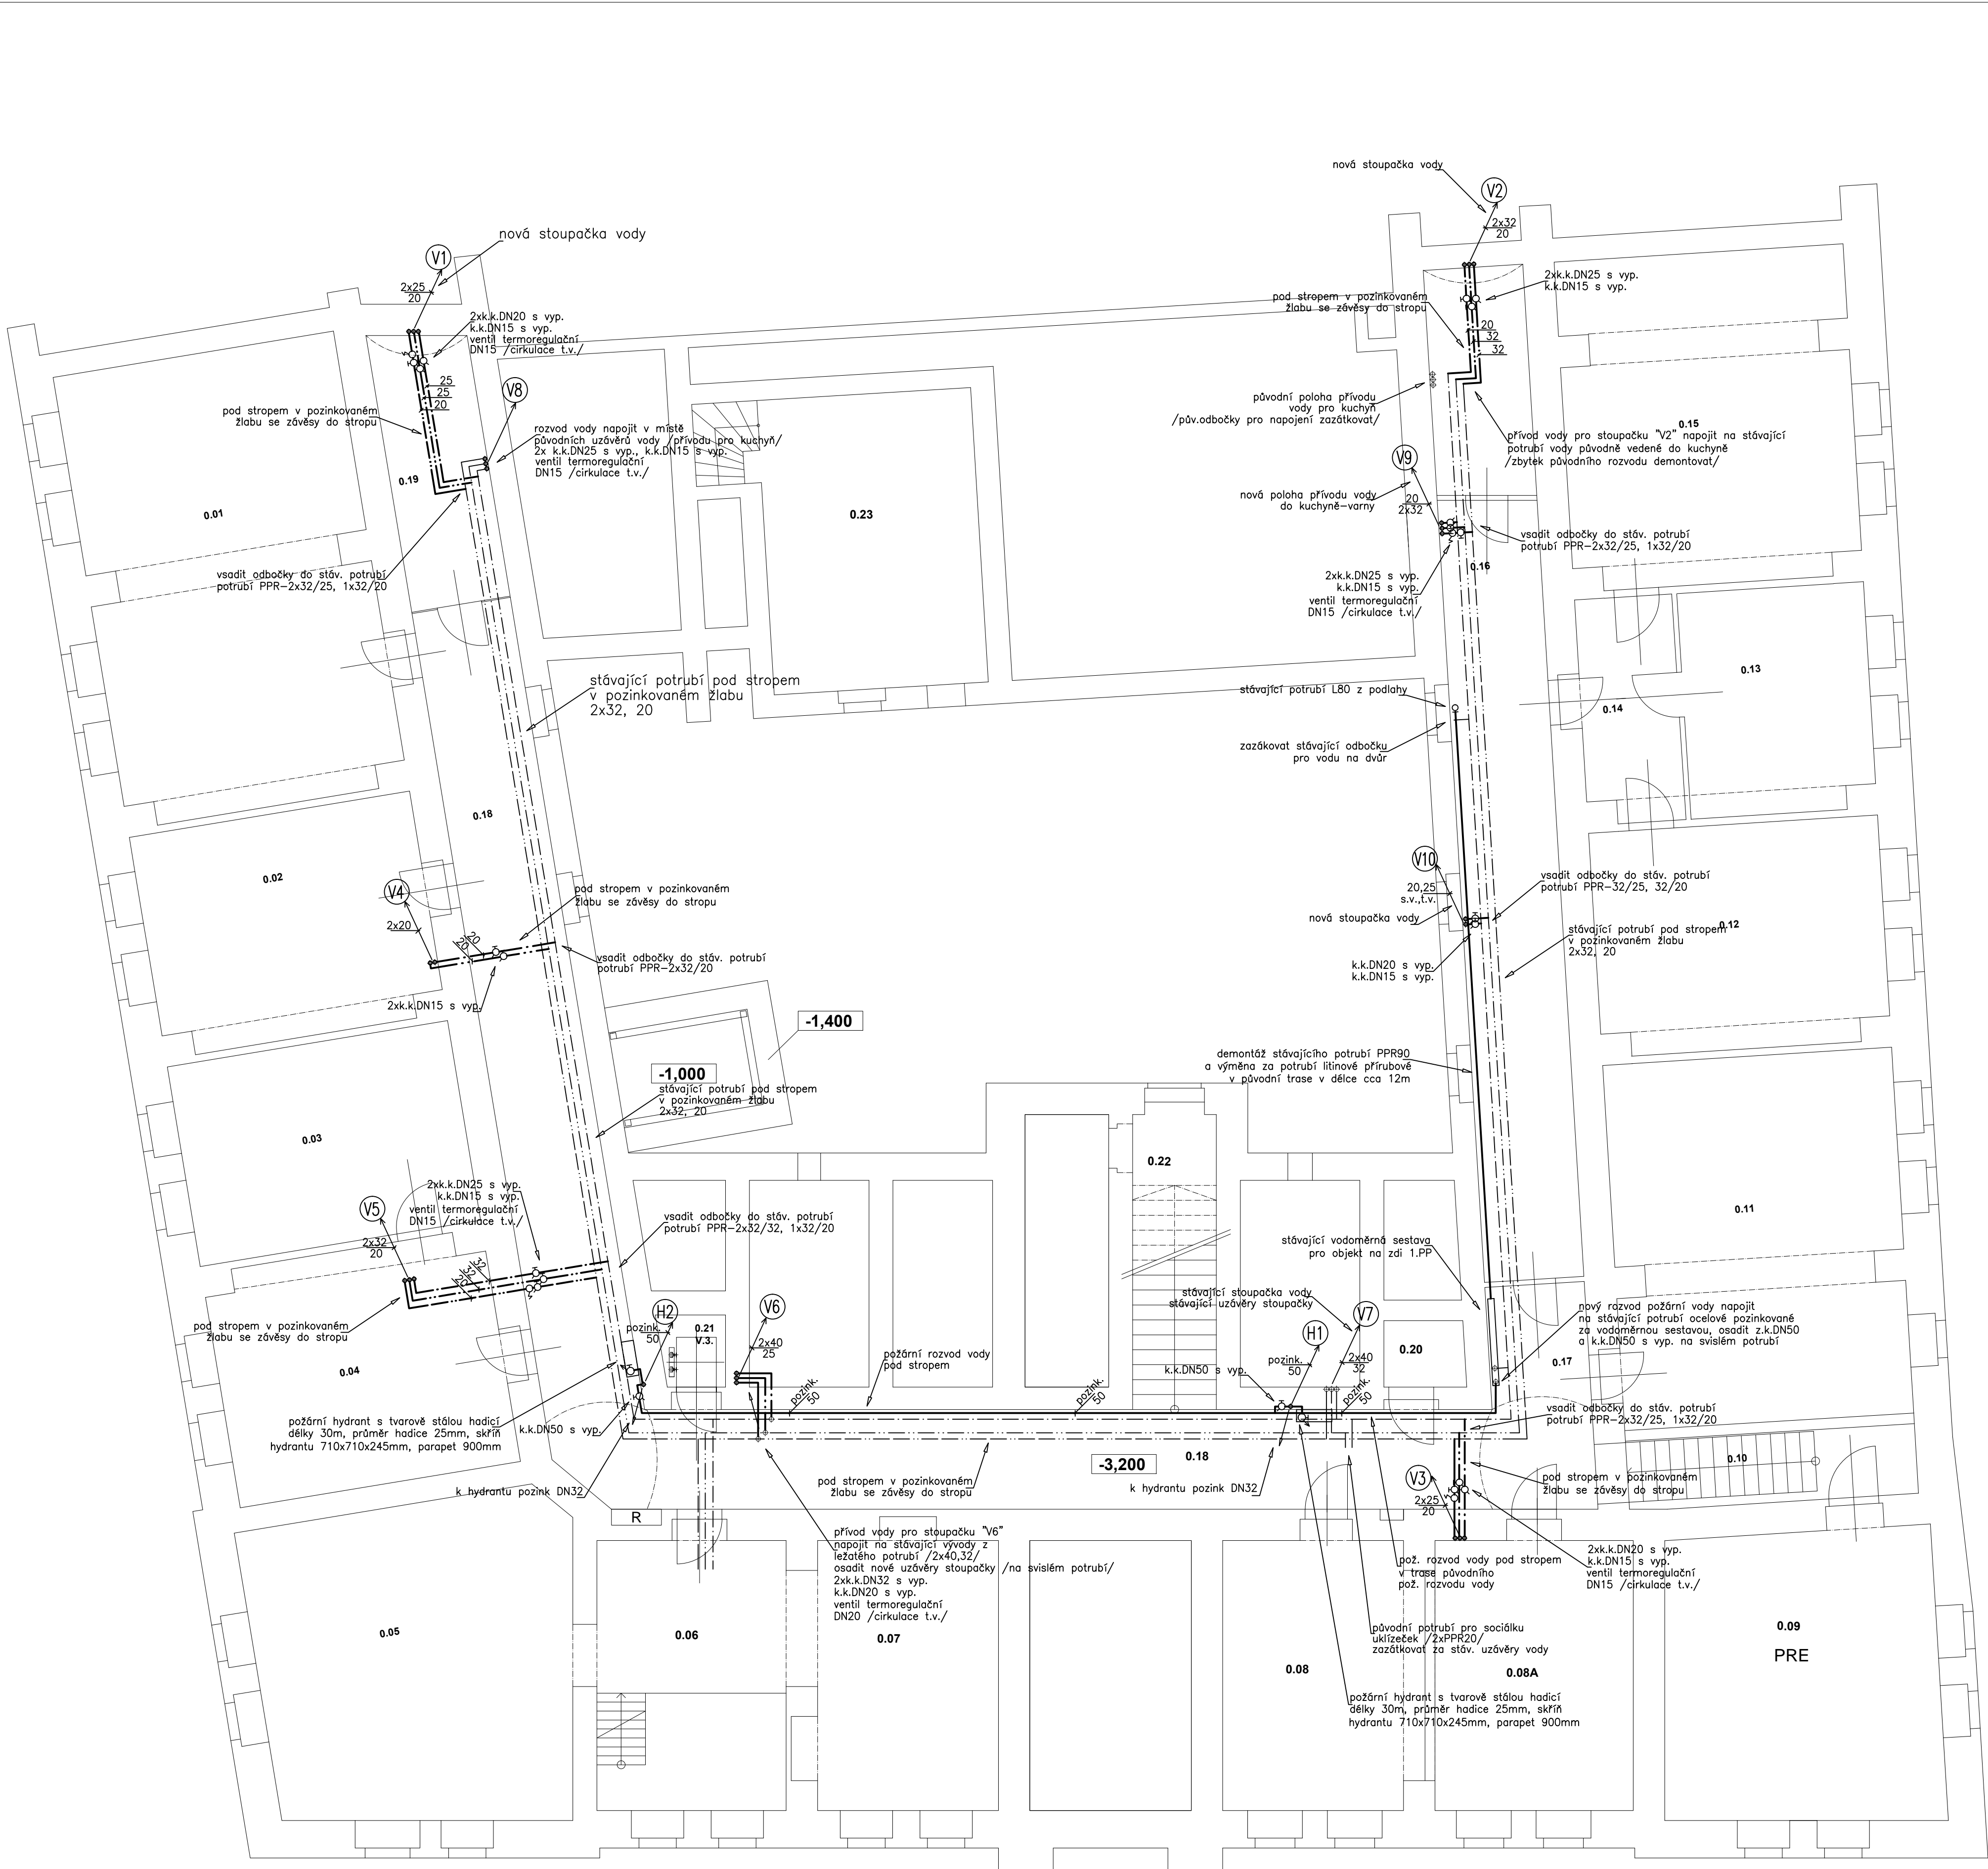 nová stoupačka vody
V2
2x32
20
2xk.k.DN25 s vyp.
k.k.DN15 s vyp.
pod stropem v pozinkovaném
žlabu se závěsy do stropu
20
32
32
nová stoupačka vody
V1
2x25
20
2xk.k.DN20 s vyp.
k.k.DN15 s vyp.
ventil termoregulační
DN15 /cirkulace t.v./
25
25
20
V8
pod stropem v pozinkovaném
žlabu se závěsy do stropu
rozvod vody napojit v místě
původních uzávěrů vody /přívodu pro kuchyň/
2x k.k.DN25 s vyp., k.k.DN15 s vyp.
ventil termoregulační
DN15 /cirkulace t.v./
původní poloha přívodu
vody pro kuchyň
/pův.odbočky pro napojení zazátkovat/
0.15
přívod vody pro stoupačku "V2" napojit na stávající
potrubí vody původně vedené do kuchyně
/zbytek původního rozvodu demontovat/
V9
0.19
0.01
0.23
nová poloha přívodu vody
do kuchyně-varny
20
2x32
vsadit odbočky do stáv. potrubí
potrubí PPR-2x32/25, 1x32/20
0.16
vsadit odbočky do stáv. potrubí
potrubí PPR-2x32/25, 1x32/20
2xk.k.DN25 s vyp.
k.k.DN15 s vyp.
ventil termoregulační
DN15 /cirkulace t.v./
stávající potrubí pod stropem
v pozinkovaném žlabu
2x32, 20
0.13
stávající potrubí L80 z podlahy
0.14
zazákovat stávající odbočku
pro vodu na dvůr
0.18
V10
0.02
V4
pod stropem v pozinkovaném
žlabu se závěsy do stropu
20,25
s.v.,t.v.
vsadit odbočky do stáv. potrubí
potrubí PPR-32/25, 32/20
nová stoupačka vody
0.12
2x20
20
20
stávající potrubí pod stropem
v pozinkovaném žlabu
2x32, 20
vsadit odbočky do stáv. potrubí
potrubí PPR-2x32/20
k.k.DN20 s vyp.
k.k.DN15 s vyp.
2xk.k.DN15 s vyp.
-1,400
-1,000
demontáž stávajícího potrubí PPR90
a výměna za potrubí litinové přírubové
v původní trase v délce cca 12m
stávající potrubí pod stropem
v pozinkovaném žlabu
2x32, 20
0.03
0.22
2xk.k.DN25 s vyp.
k.k.DN15 s vyp.
ventil termoregulační
DN15 /cirkulace t.v./
V5
2x32
20
0.11
vsadit odbočky do stáv. potrubí
potrubí PPR-2x32/32, 1x32/20
stávající vodoměrná sestava
pro objekt na zdi 1.PP
32
32
20
stávající stoupačka vody
stávající uzávěry stoupačky
nový rozvod požární vody napojit
na stávající potrubí ocelové pozinkované
za vodoměrnou sestavou, osadit z.k.DN50
a k.k.DN50 s vyp. na svislém potrubí
H2
V6
V7
H1
pod stropem v pozinkovaném
žlabu se závěsy do stropu
pozink.
50
0.21
V.3.
2x40
25
požární rozvod vody
pod stropem
k.k.DN50 s vyp.
pozink.
50
2x40
32
0.20
0.17
0.04
pozink.
50
pozink.
50
pozink.
50
požární hydrant s tvarově stálou hadicí
délky 30m, průměr hadice 25mm, skříň
hydrantu 710x710x245mm, parapet 900mm
k.k.DN50 s vyp.
vsadit odbočky do stáv. potrubí
potrubí PPR-2x32/25, 1x32/20
0.18
-3,200
0.10
k hydrantu pozink DN32
pod stropem v pozinkovaném
žlabu se závěsy do stropu
k hydrantu pozink DN32
V3
2x25
20
pod stropem v pozinkovaném
žlabu se závěsy do stropu
R
přívod vody pro stoupačku "V6"
napojit na stávající vývody z
ležatého potrubí /2x40,32/
osadit nové uzávěry stoupačky /na svislém potrubí/
2xk.k.DN32 s vyp.
k.k.DN20 s vyp.
ventil termoregulační
DN20 /cirkulace t.v./
pož. rozvod vody pod stropem
v trase původního
pož. rozvodu vody
2xk.k.DN20 s vyp.
k.k.DN15 s vyp.
ventil termoregulační
DN15 /cirkulace t.v./
0.05
0.06
0.07
původní potrubí pro sociálku
uklízeček /2xPPR20/
zazátkovat za stáv. uzávěry vody
0.09
PRE
0.08
0.08A
požární hydrant s tvarově stálou hadicí
délky 30m, průměr hadice 25mm, skříň
hydrantu 710x710x245mm, parapet 900mm